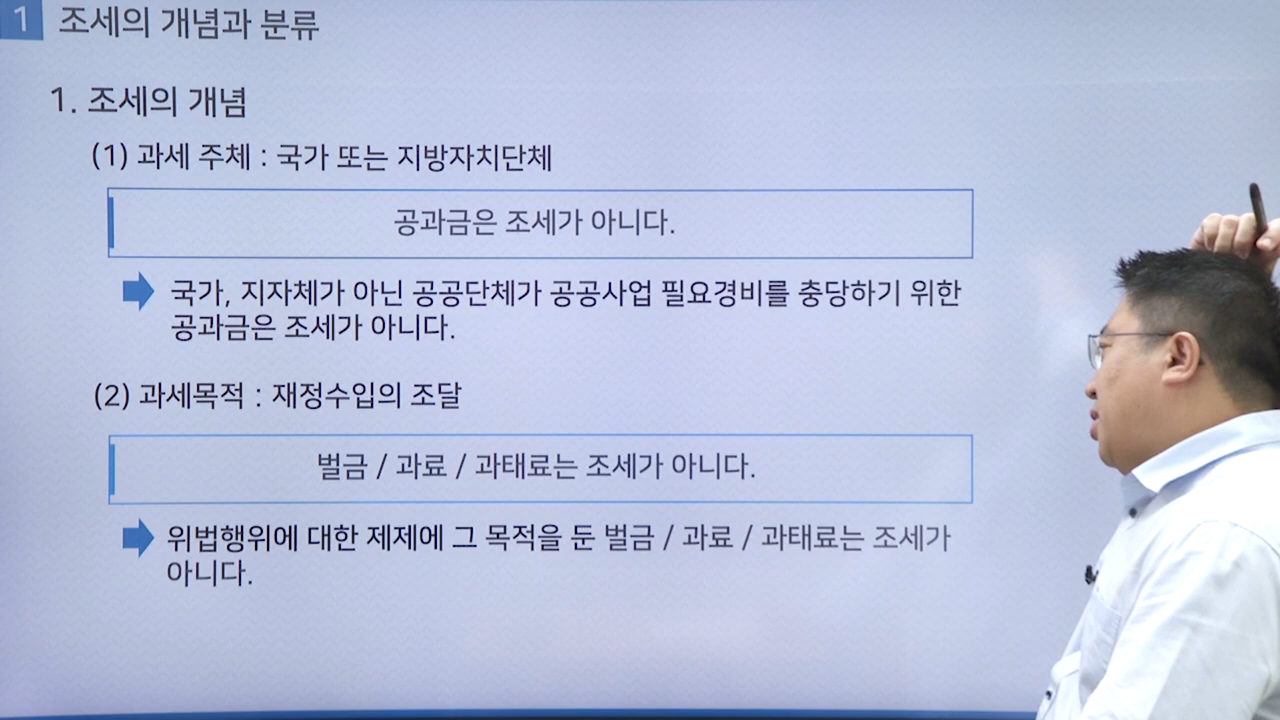 1 조세의 개념과 분류
1. 조세의 개념
(1) 과세 주체 : 국가 또는 지방자치단체
공과금은 조세가 아니다.
국가, 지자체가 아닌 공공단체가 공공사업 필요경비를 충당하기 위한
공과금은 조세가 아니다.
(2) 과세목적 : 재정수입의 조달
벌금 / 과료 / 과태료는 조세가 아니다.
위법행위에 대한 제제에 그 목적을 둔 벌금 / 과료 / 과태료는 조세가
아니다.